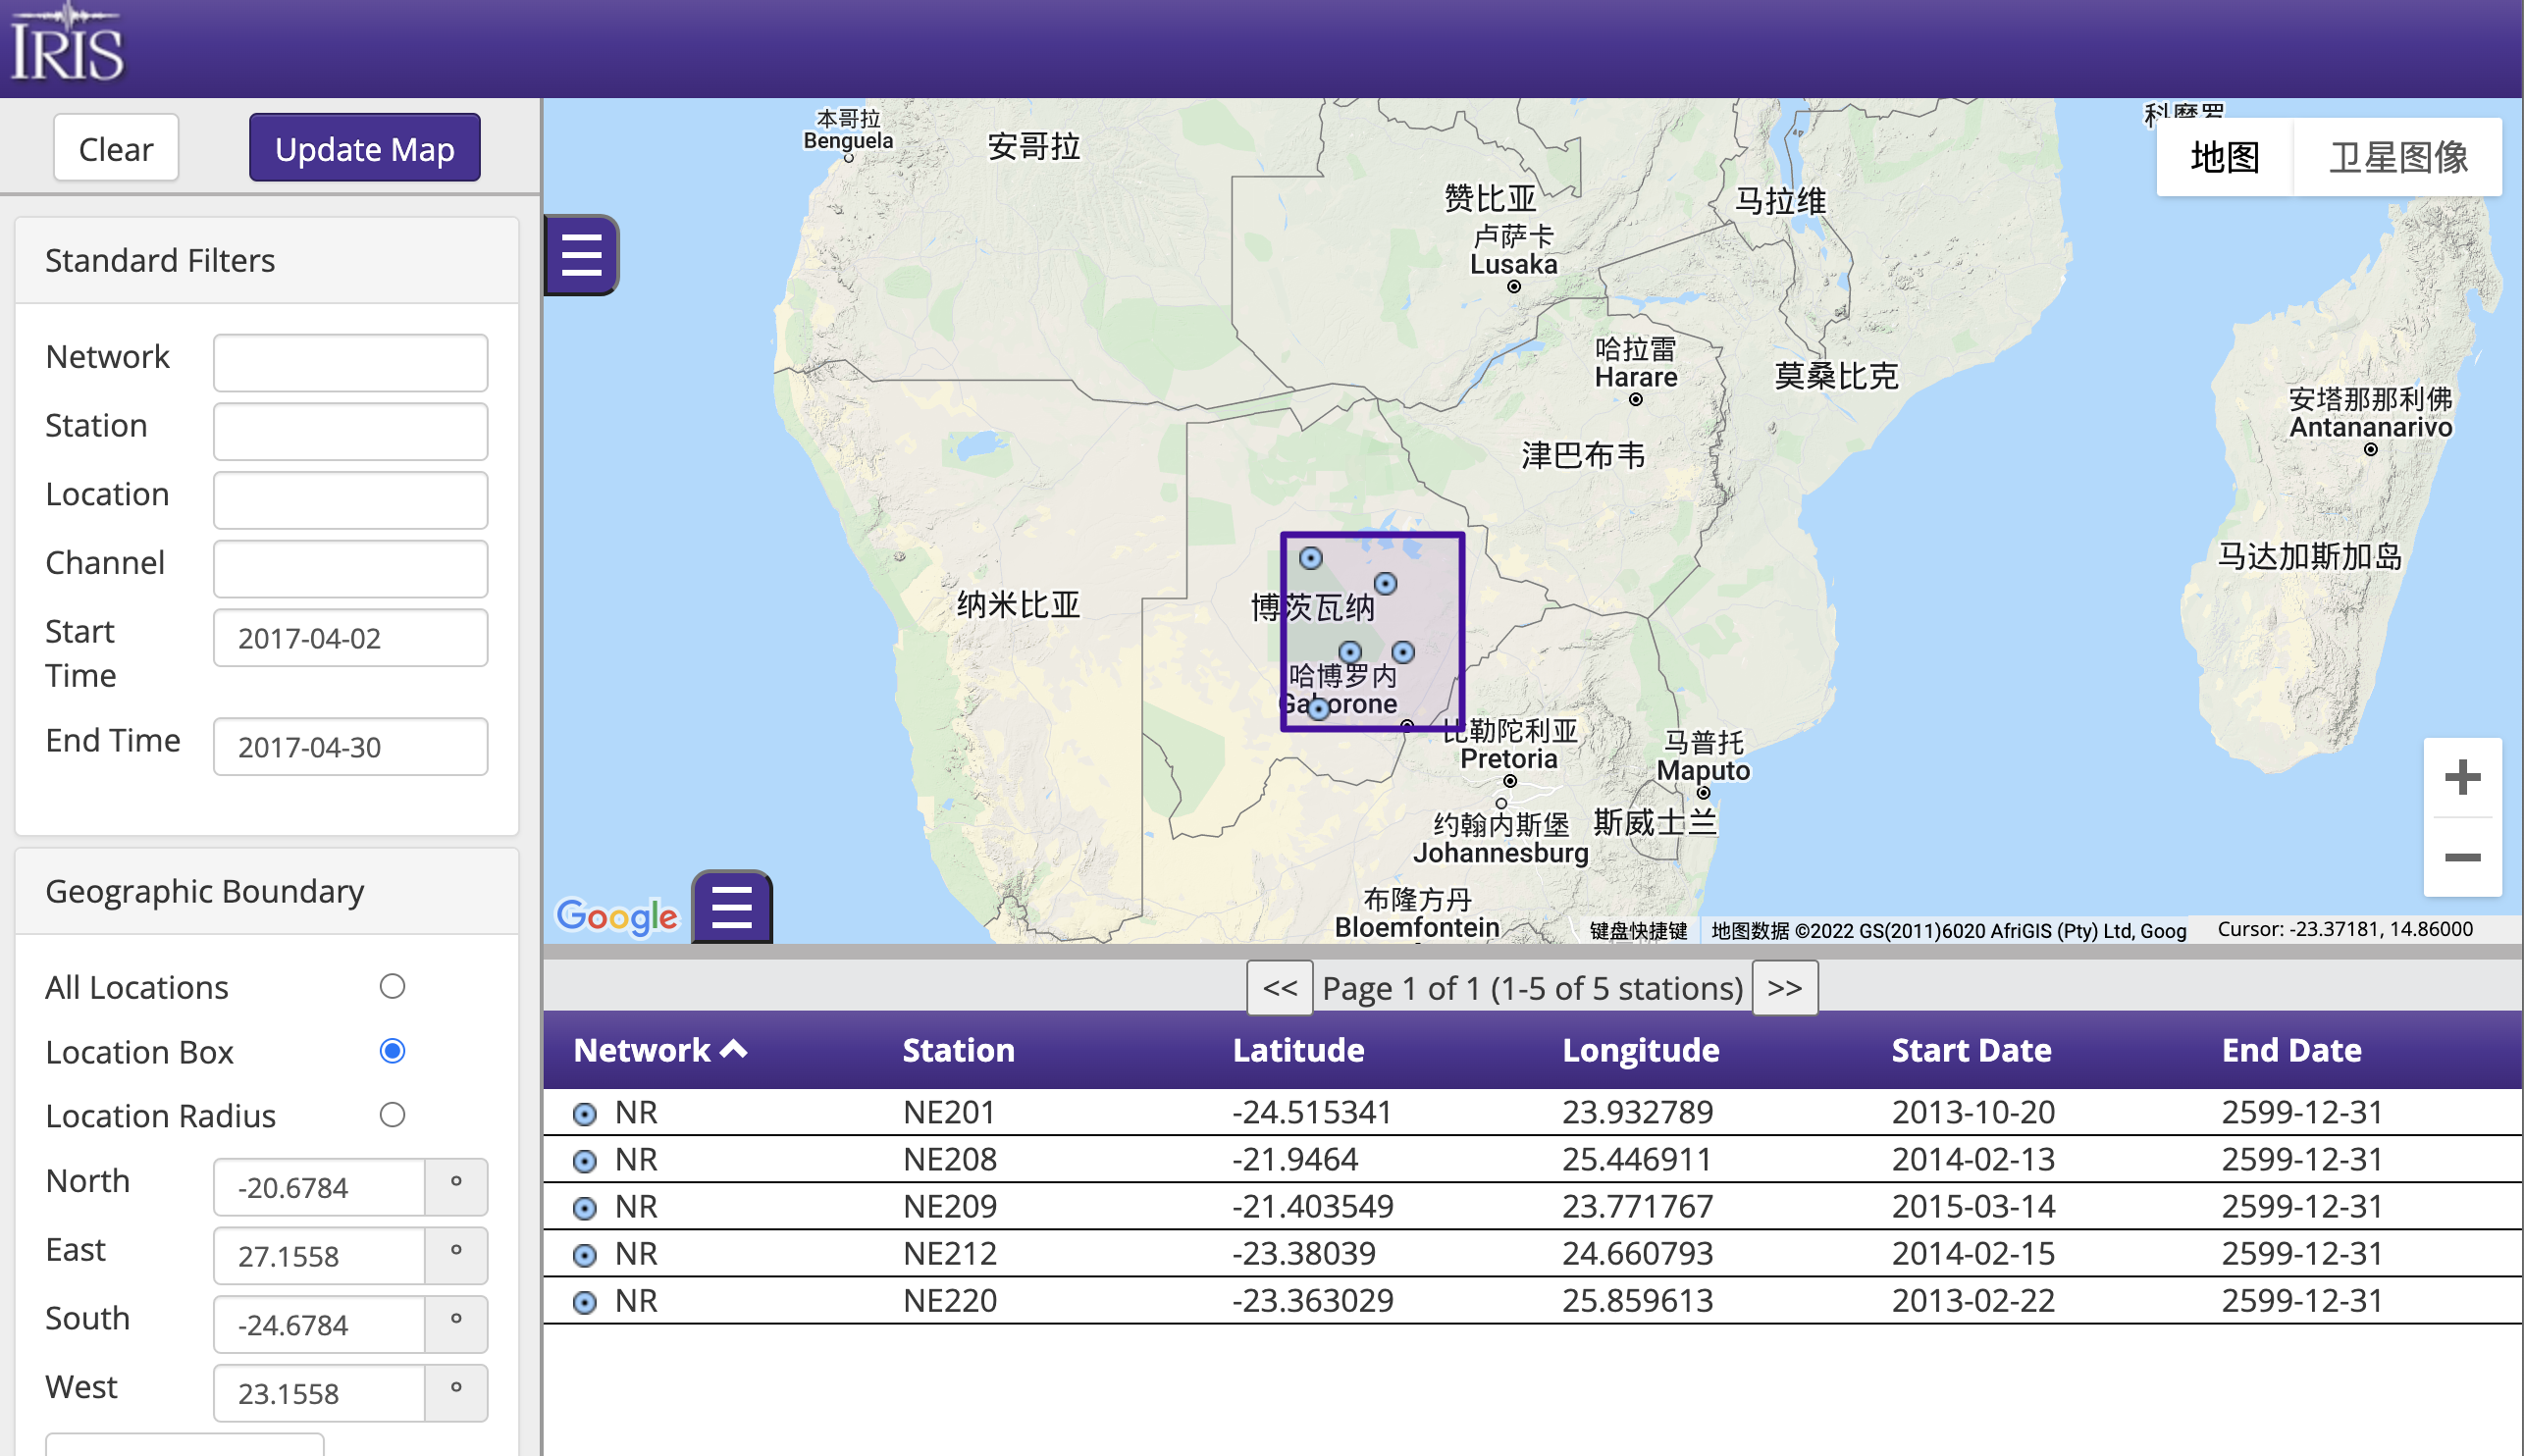 IRIS
Clear
Update Map
Standard Filters
Network
Station
Location
Channel
Start Time
2017-04-02
End Time
2017-04-30
Geographic Boundary
All Locations
Location Box
Location Radius
North
-20.6784
°
East
27.1558
°
South
-24.6784
°
West
23.1558
°
本哥拉
Benguela
安哥拉
科摩罗
地图
卫星图像
赞比亚
马拉维
卢萨卡
Lusaka
哈拉雷
Harare
莫桑比克
安塔那那利佛
Antananarivo
津巴布韦
马达加斯加岛
纳米比亚
博茨瓦纳
哈博罗内
Gaborone
比勒陀利亚
Pretoria
马普托
Maputo
约翰内斯堡
Johannesburg
斯威士兰
布隆方丹
Bloemfontein
Google
键盘快捷键
地图数据 ©2022 GS(2011)6020 AfriGIS (Pty) Ltd, Goog
Cursor: -23.37181, 14.86000
<< Page 1 of 1 (1-5 of 5 stations) >>
Network Station Latitude Longitude Start Date End Date
NR NE201 -24.515341 23.932789 2013-10-20 2599-12-31
NR NE208 -21.9464 25.446911 2014-02-13 2599-12-31
NR NE209 -21.403549 23.771767 2015-03-14 2599-12-31
NR NE212 -23.38039 24.660793 2014-02-15 2599-12-31
NR NE220 -23.363029 25.859613 2013-02-22 2599-12-31